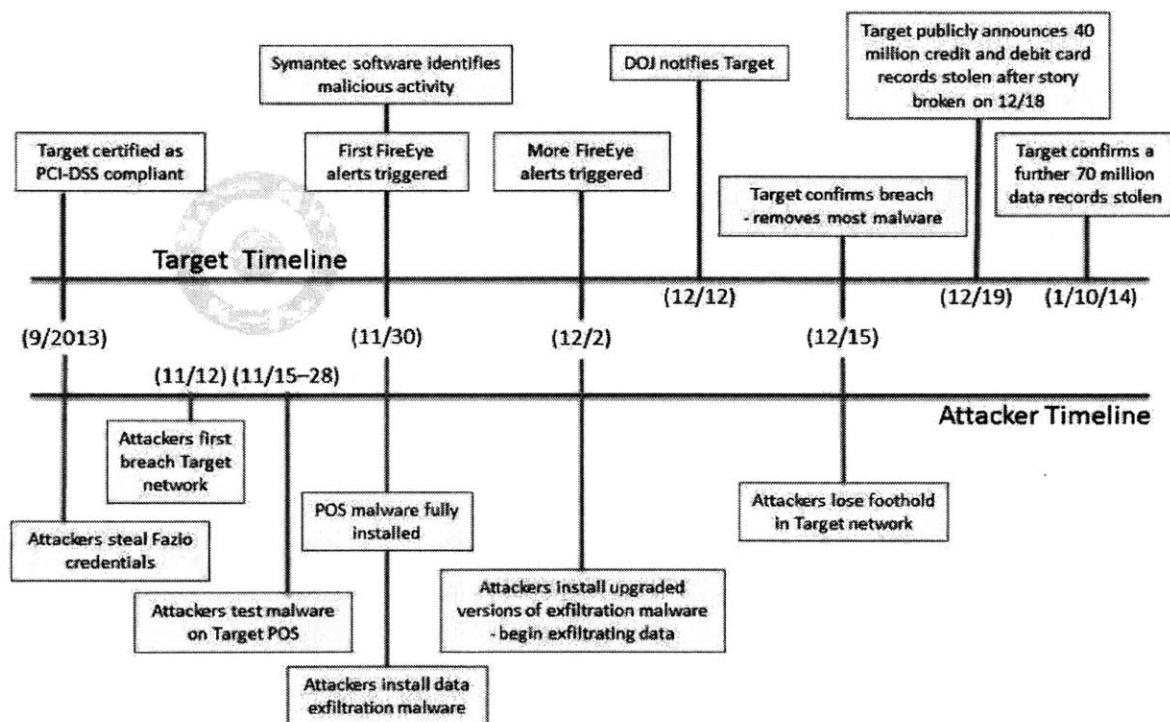 Target publicly announces 40
million credit and debit card
records stolen after story
broken on 12/18
Symantec software identifies
malicious activity
DOJ notifies Target
Target certified as
PCI-DSS compliant
First FireEye
alerts triggered
More FireEye
alerts triggered
Target confirms a
further 70 million
data records stolen
Target confirms breach
- removes most malware
Target Timeline
(12/12)
(12/19)
(1/10/14)
(9/2013)
(11/30)
(12/2)
(12/15)
(11/12)
(11/15–28)
Attacker Timeline
Attackers first
breach Target
network
POS malware fully
installed
Attackers lose foothold
in Target network
Attackers steal Fazio
credentials
Attackers test malware
on Target POS
Attackers install upgraded
versions of exfiltration malware
- begin exfiltrating data
Attackers install data
exfiltration malware